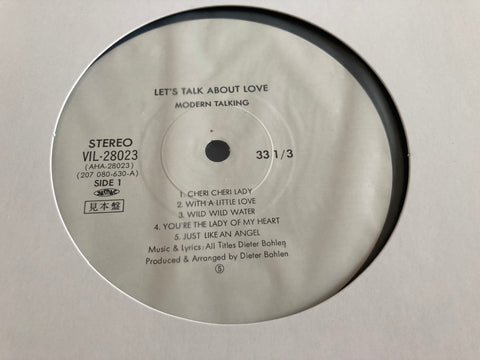 LET'S TALK ABOUT LOVE
MODERN TALKING
STEREO
VIL-28023
(AHA-28023)
(207 080-630-A)
SIDE 1
見本盤
33 1/3
1. CHERI CHERI LADY
2. WITH A LITTLE LOVE
3. WILD WILD WATER
4. YOU'RE THE LADY OF MY HEART
5. JUST LIKE AN ANGEL
Music & Lyrics: All Titles Dieter Bohlen
Produced & Arranged by Dieter Bohlen
Ⓢ